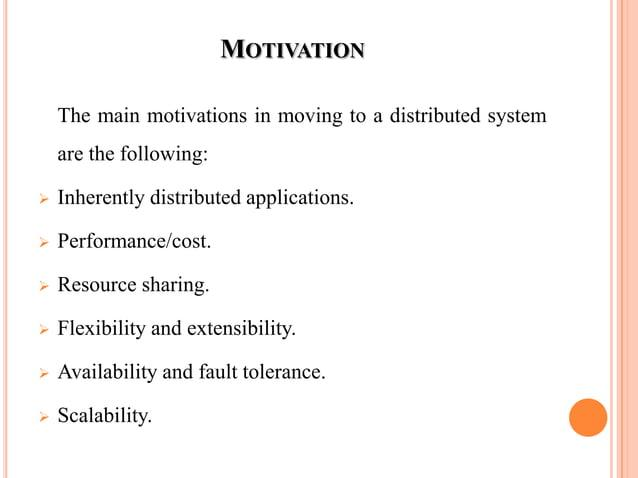 MOTIVATION
The main motivations in moving to a distributed system
are the following:
Inherently distributed applications.
Performance/cost.
Resource sharing.
Flexibility and extensibility.
Availability and fault tolerance.
Scalability.